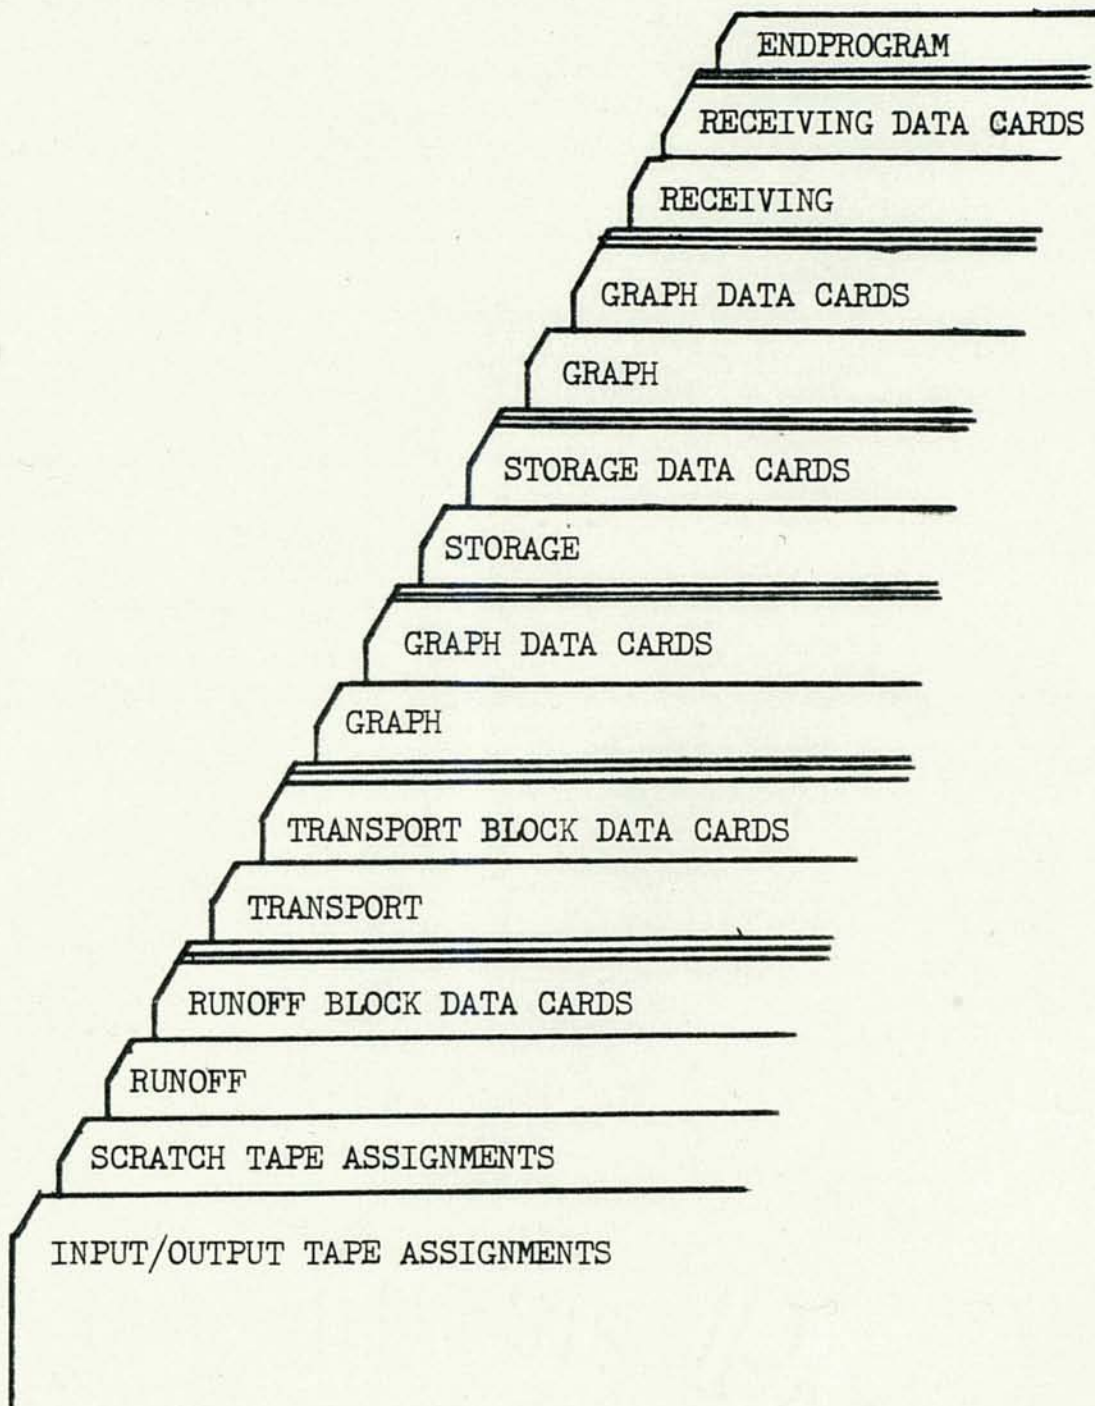 ENDPROGRAM
RECEIVING DATA CARDS
RECEIVING
GRAPH DATA CARDS
GRAPH
STORAGE DATA CARDS
STORAGE
GRAPH DATA CARDS
GRAPH
TRANSPORT BLOCK DATA CARDS
TRANSPORT
RUNOFF BLOCK DATA CARDS
RUNOFF
SCRATCH TAPE ASSIGNMENTS
INPUT/OUTPUT TAPE ASSIGNMENTS